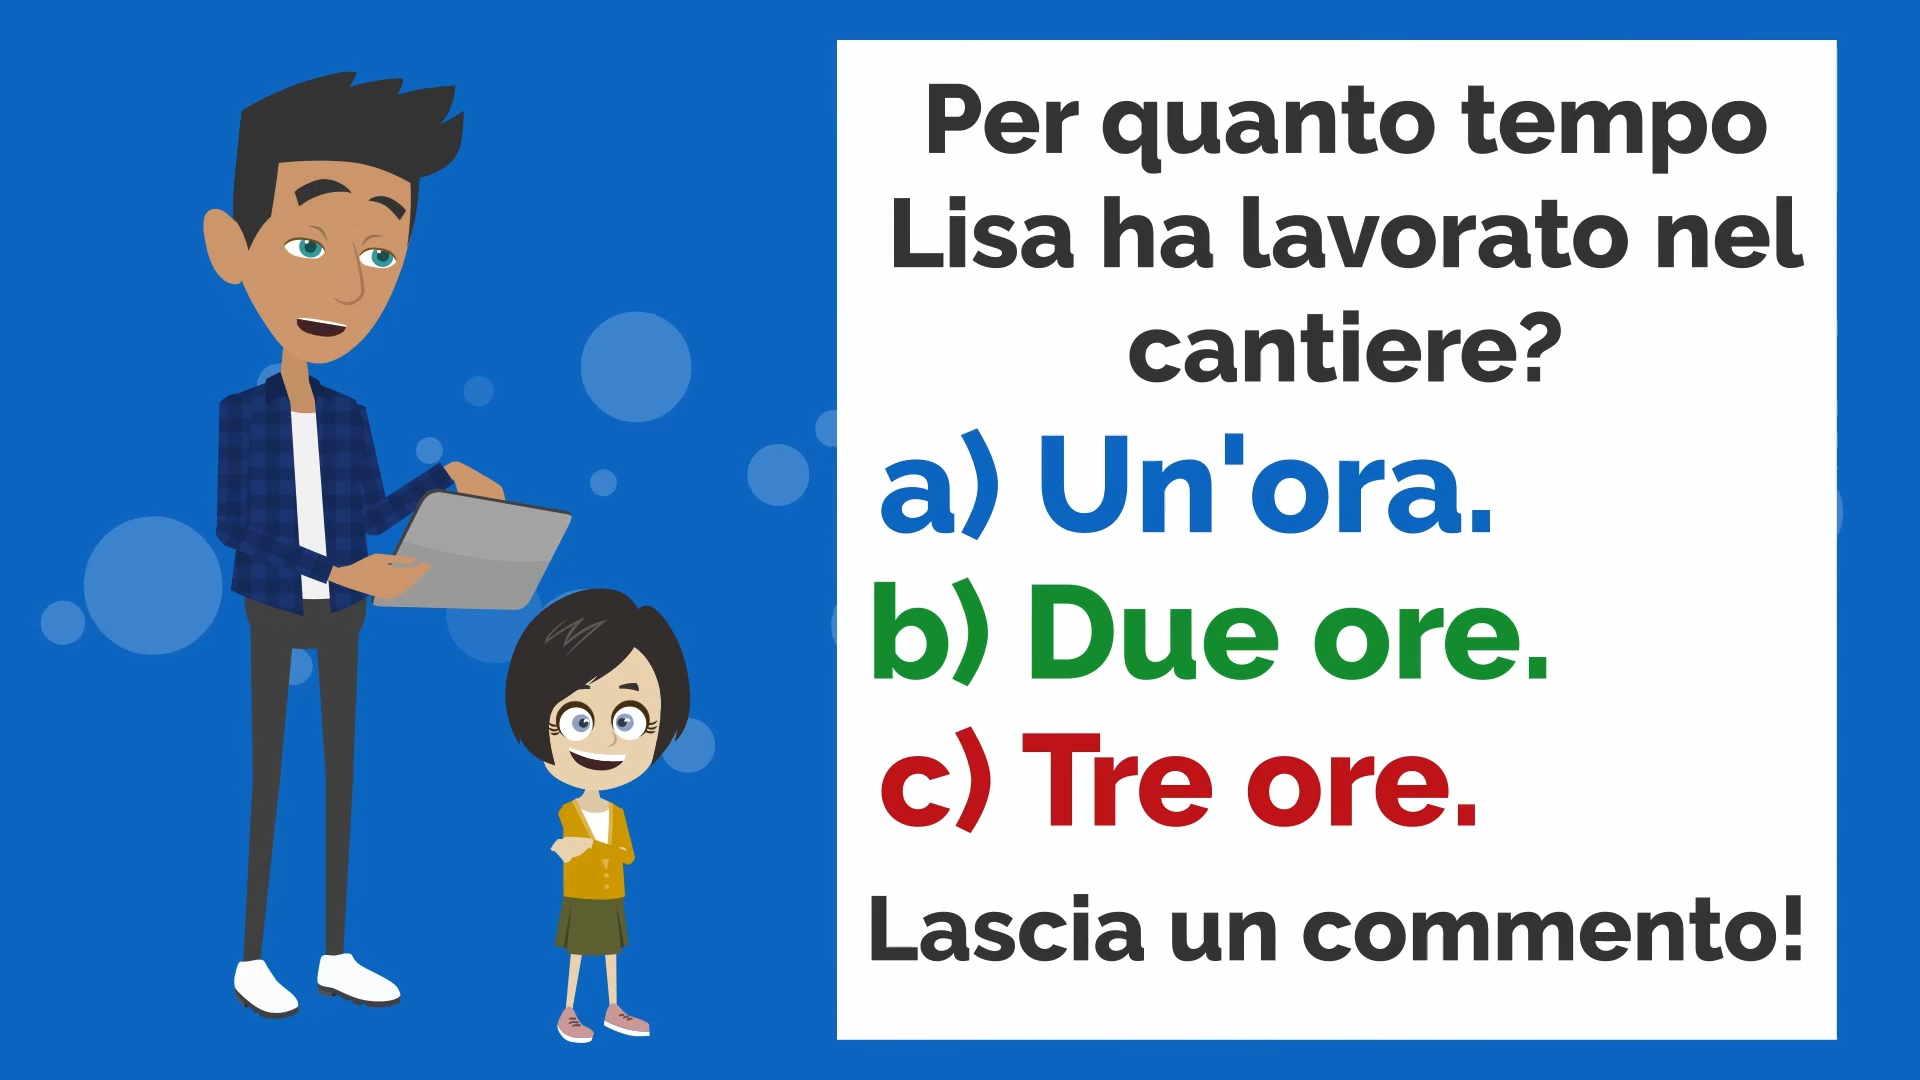 Per quanto tempo
Lisa ha lavorato nel
cantiere?
a) Un'ora.
b) Due ore.
c) Tre ore.
Lascia un commento!